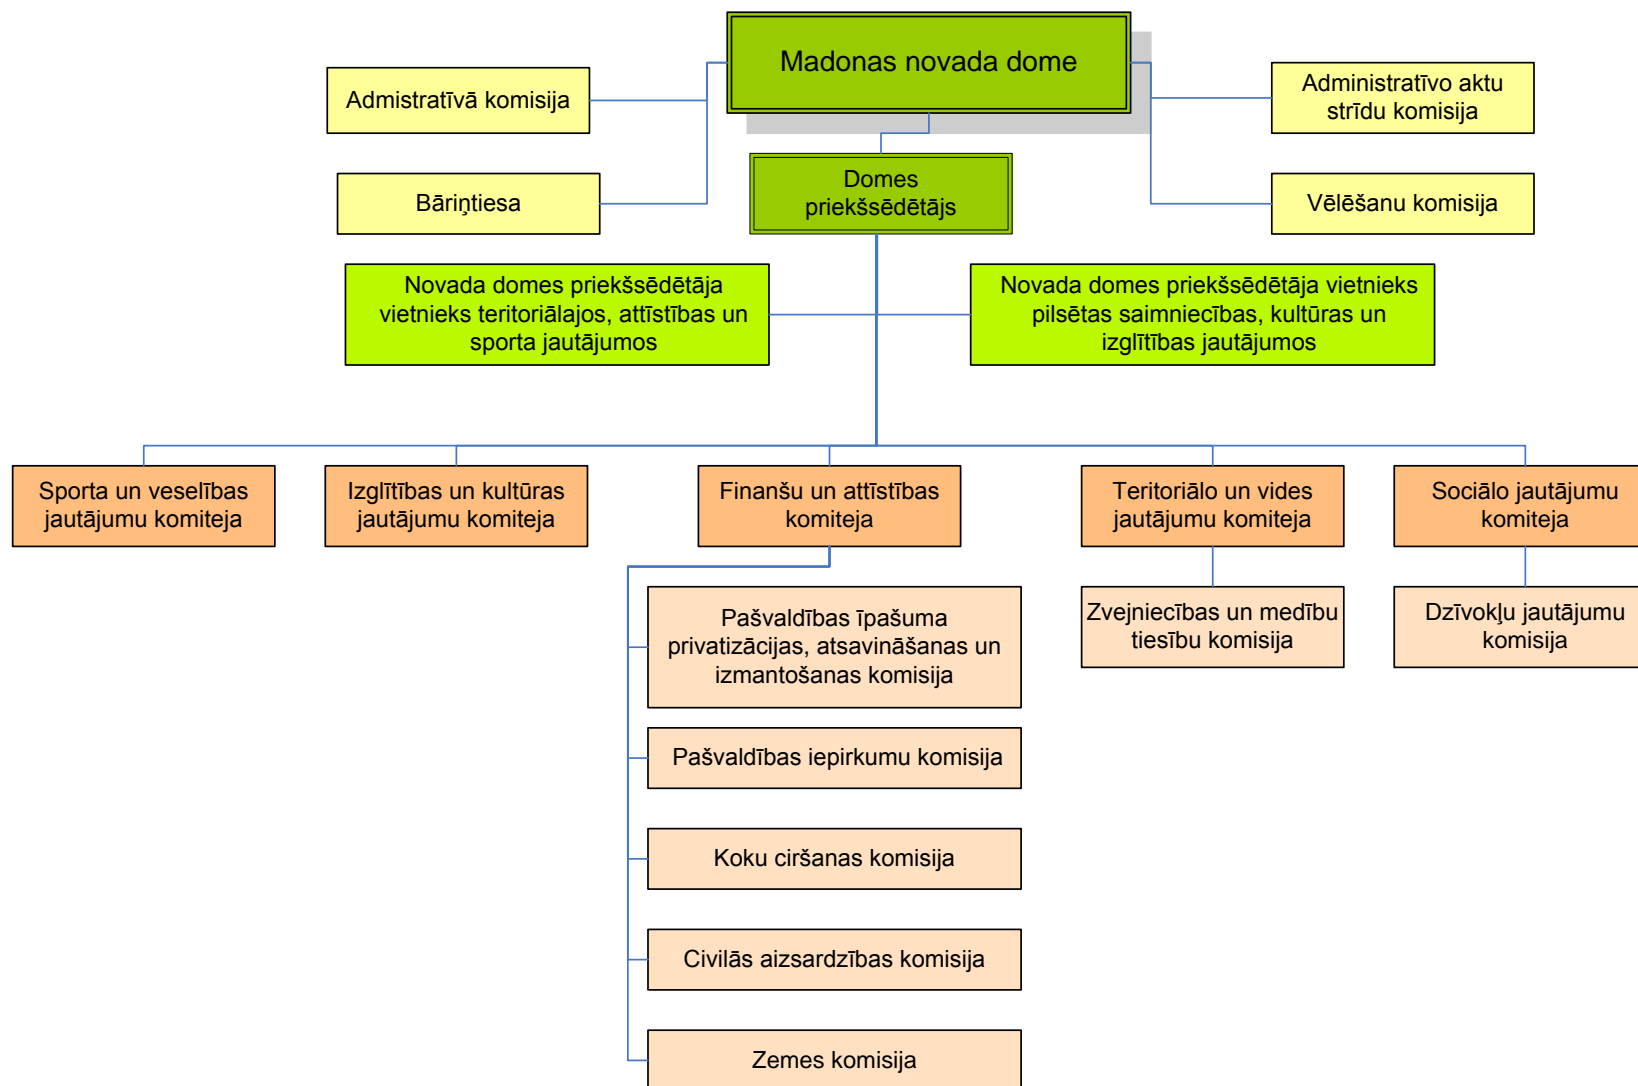 Madonas novada dome
Admistratīvā komisija
Administratīvo aktu
strīdu komisija
Bāriņtiesa
Domes
priekšsēdētājs
Vēlēšanu komisija
Novada domes priekšsēdētāja
vietnieks teritoriālajos, attīstības un
sporta jautājumos
Novada domes priekšsēdētāja vietnieks
pilsētas saimniecības, kultūras un
izglītības jautājumos
Sporta un veselības
jautājumu komiteja
Izglītības un kultūras
jautājumu komiteja
Finanšu un attīstības
komiteja
Teritoriālo un vides
jautājumu komiteja
Sociālo jautājumu
komiteja
Pašvaldības īpašuma
privatizācijas, atsavināšanas un
izmantošanas komisija
Zvejniecības un medību
tiesību komisija
Dzīvokļu jautājumu
komisija
Pašvaldības iepirkumu komisija
Koku ciršanas komisija
Civilās aizsardzības komisija
Zemes komisija